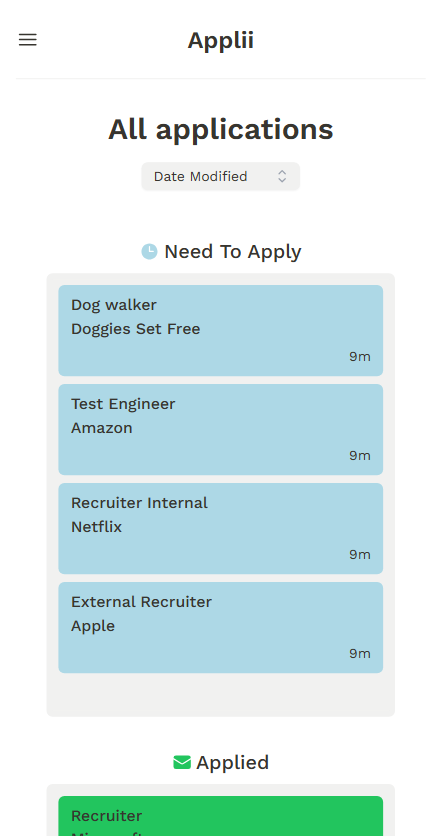 Applii
All applications
Date Modified
Need To Apply
Dog walker
Doggies Set Free
9m
Test Engineer
Amazon
9m
Recruiter Internal
Netflix
9m
External Recruiter
Apple
9m
Applied
Recruiter